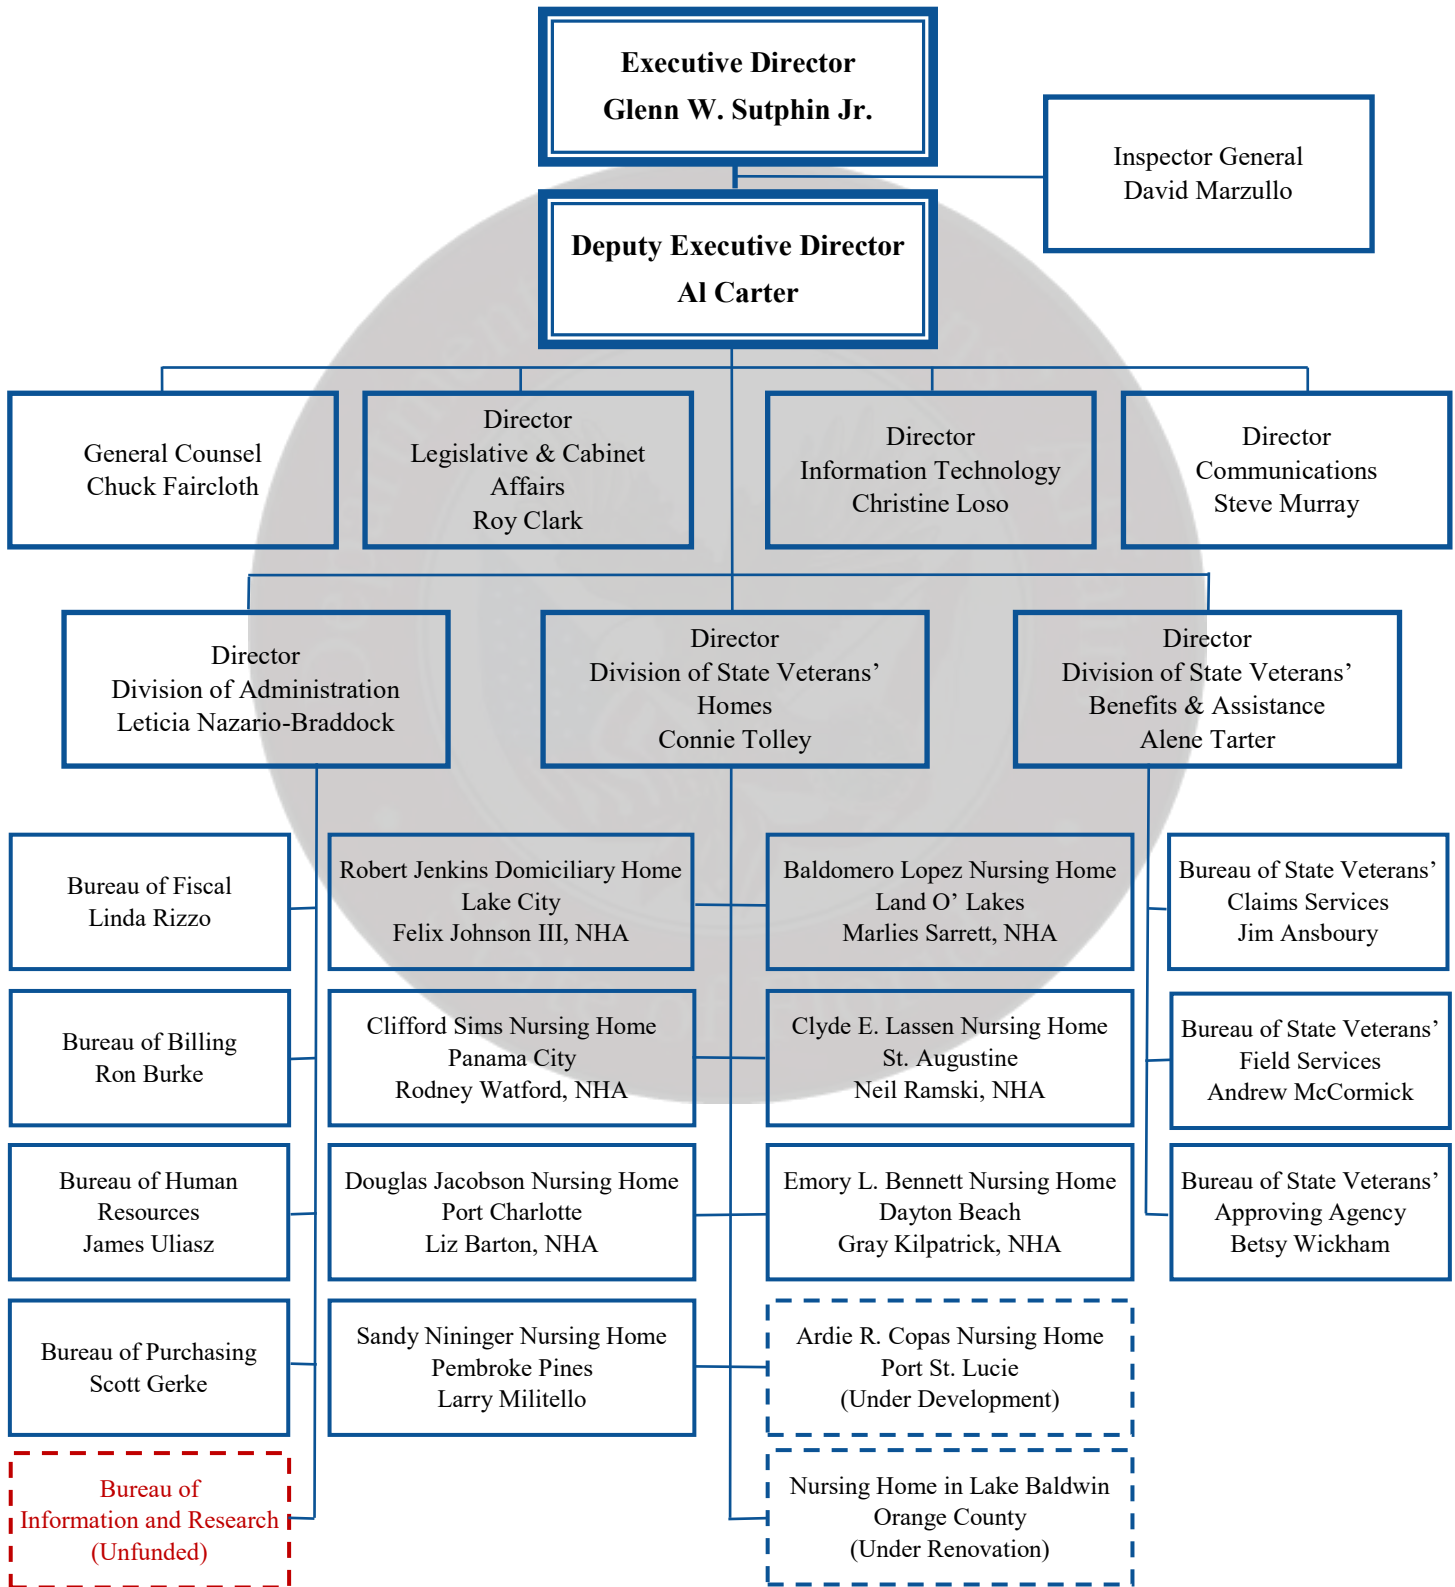 Executive Director
Glenn W. Sutphin Jr.
Inspector General
David Marzullo
Deputy Executive Director
Al Carter
General Counsel
Chuck Faircloth
Director
Legislative & Cabinet
Affairs
Roy Clark
Director
Information Technology
Christine Loso
Director
Communications
Steve Murray
Director
Division of Administration
Leticia Nazario-Braddock
Director
Division of State Veterans’
Homes
Connie Tolley
Director
Division of State Veterans’
Benefits & Assistance
Alene Tarter
Bureau of Fiscal
Linda Rizzo
Robert Jenkins Domiciliary Home
Lake City
Felix Johnson III, NHA
Baldomero Lopez Nursing Home
Land O’ Lakes
Marlies Sarrett, NHA
Bureau of State Veterans’
Claims Services
Jim Ansboury
Bureau of Billing
Ron Burke
Clifford Sims Nursing Home
Panama City
Rodney Watford, NHA
Clyde E. Lassen Nursing Home
St. Augustine
Neil Ramski, NHA
Bureau of State Veterans’
Field Services
Andrew McCormick
Bureau of Human
Resources
James Uliasz
Douglas Jacobson Nursing Home
Port Charlotte
Liz Barton, NHA
Emory L. Bennett Nursing Home
Dayton Beach
Gray Kilpatrick, NHA
Bureau of State Veterans’
Approving Agency
Betsy Wickham
Bureau of Purchasing
Scott Gerke
Sandy Nininger Nursing Home
Pembroke Pines
Larry Militello
Ardie R. Copas Nursing Home
Port St. Lucie
(Under Development)
Bureau of
Information and Research
(Unfunded)
Nursing Home in Lake Baldwin
Orange County
(Under Renovation)